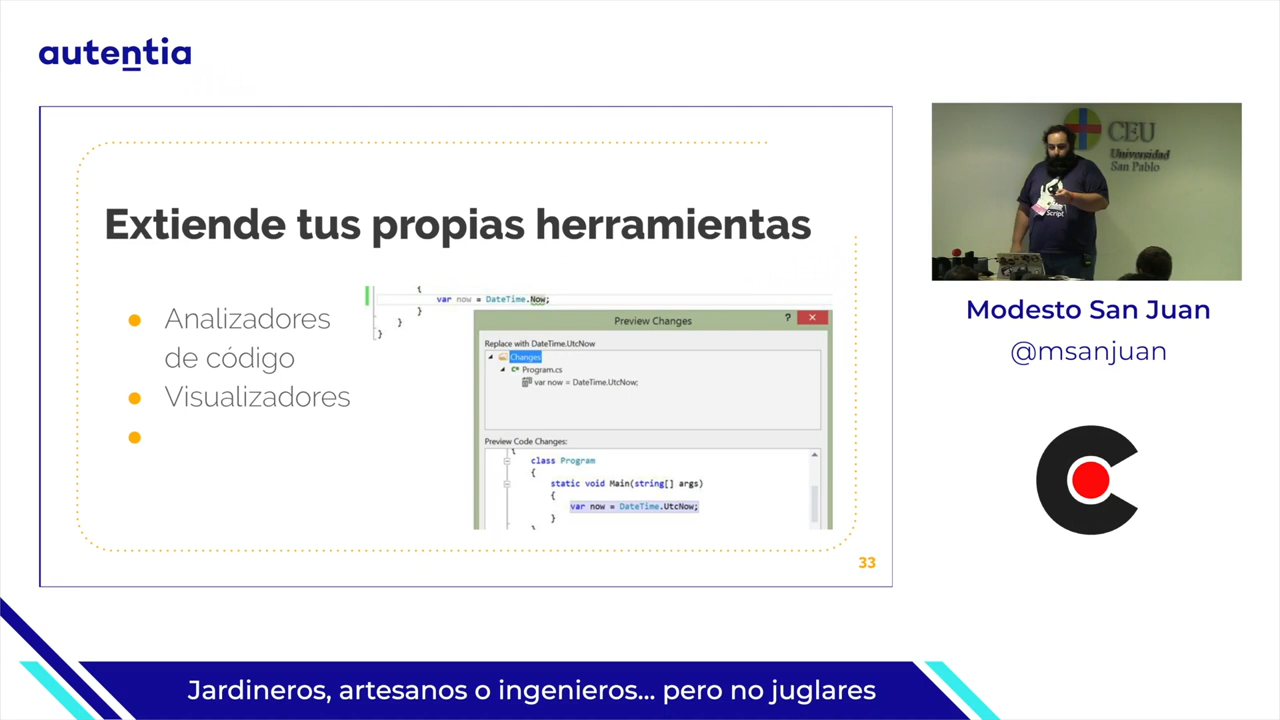 autentia
Extiende tus propias herramientas
Analizadores
de código
Visualizadores
{
var now = DateTime.Now;
}
}
}
Preview Changes
?
Replace with DateTime.UtcNow
Changes
Program.cs
var now = DateTime.UtcNow;
Preview Code Changes:
class Program
{
static void Main(string[] args)
{
var now = DateTime.UtcNow;
}
33
CEU
Universidad
San Pablo
Script
Modesto San Juan
@msanjuan
Jardineros, artesanos o ingenieros... pero no juglares